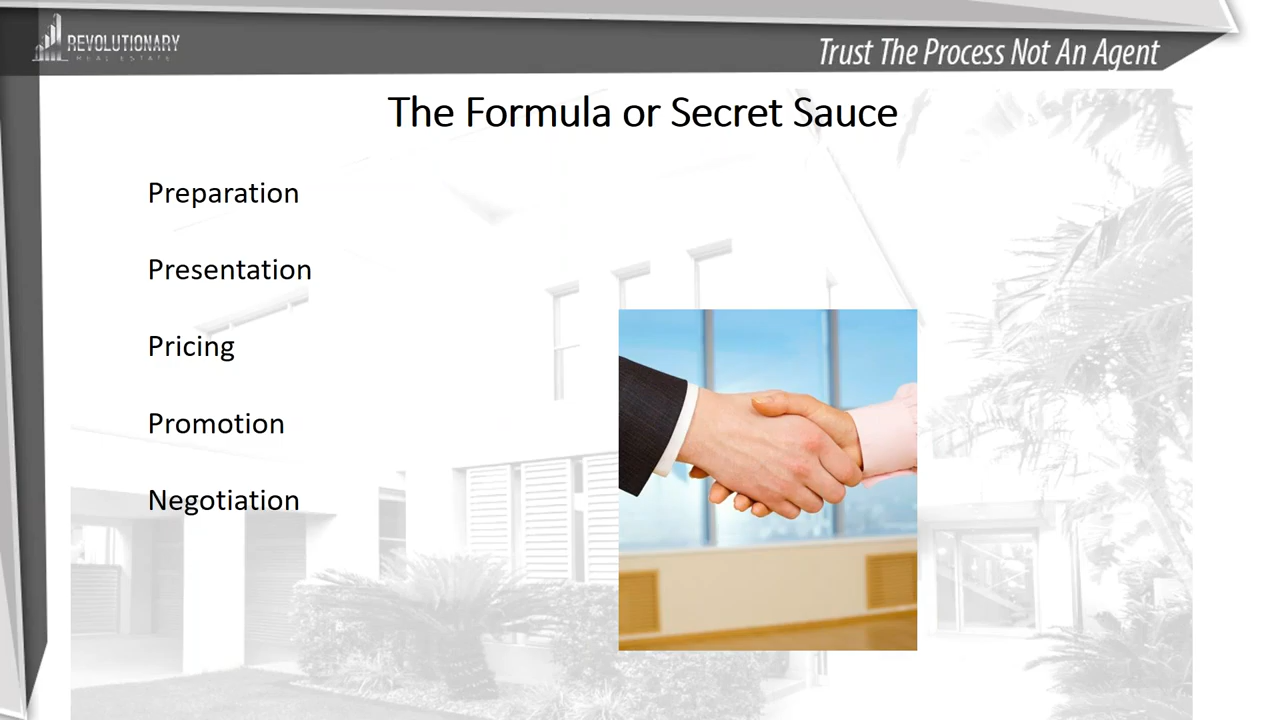 REVOLUTIONARY
REAL ESTATE
Trust The Process Not An Agent
The Formula or Secret Sauce
Preparation
Presentation
Pricing
Promotion
Negotiation